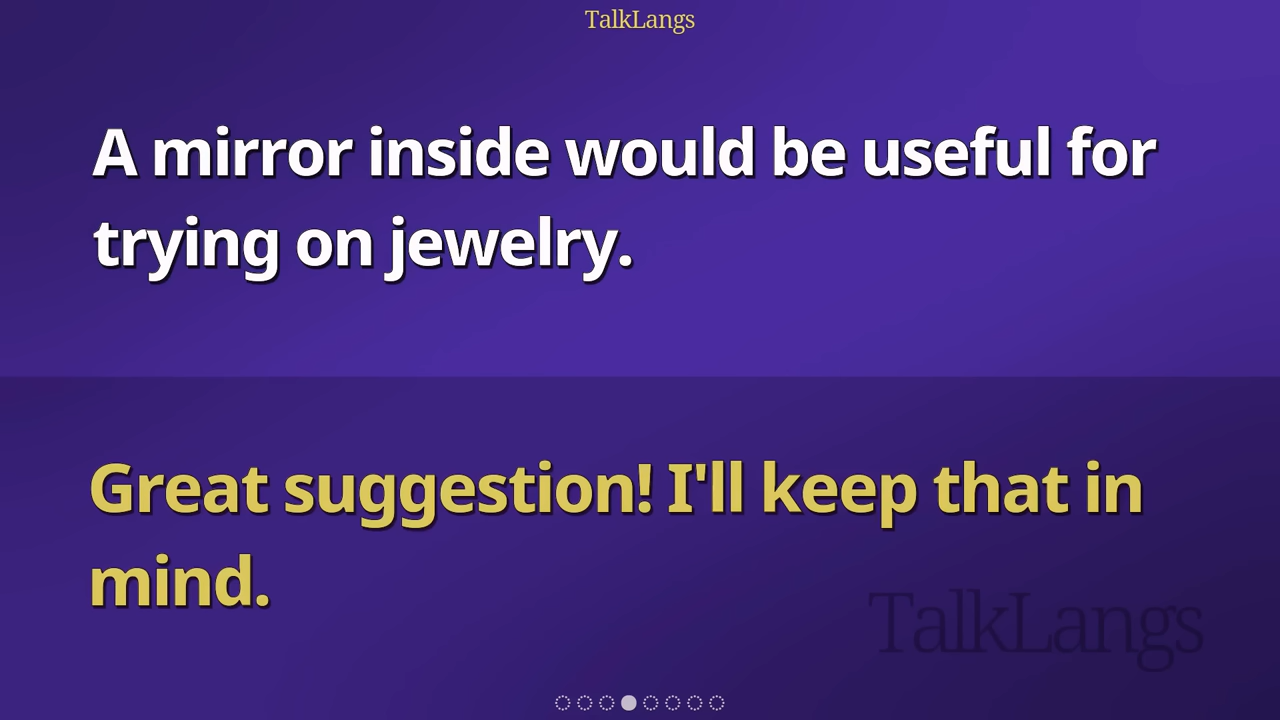 TalkLangs
A mirror inside would be useful for
trying on jewelry.
Great suggestion! I'll keep that in
mind.
TalkLangs